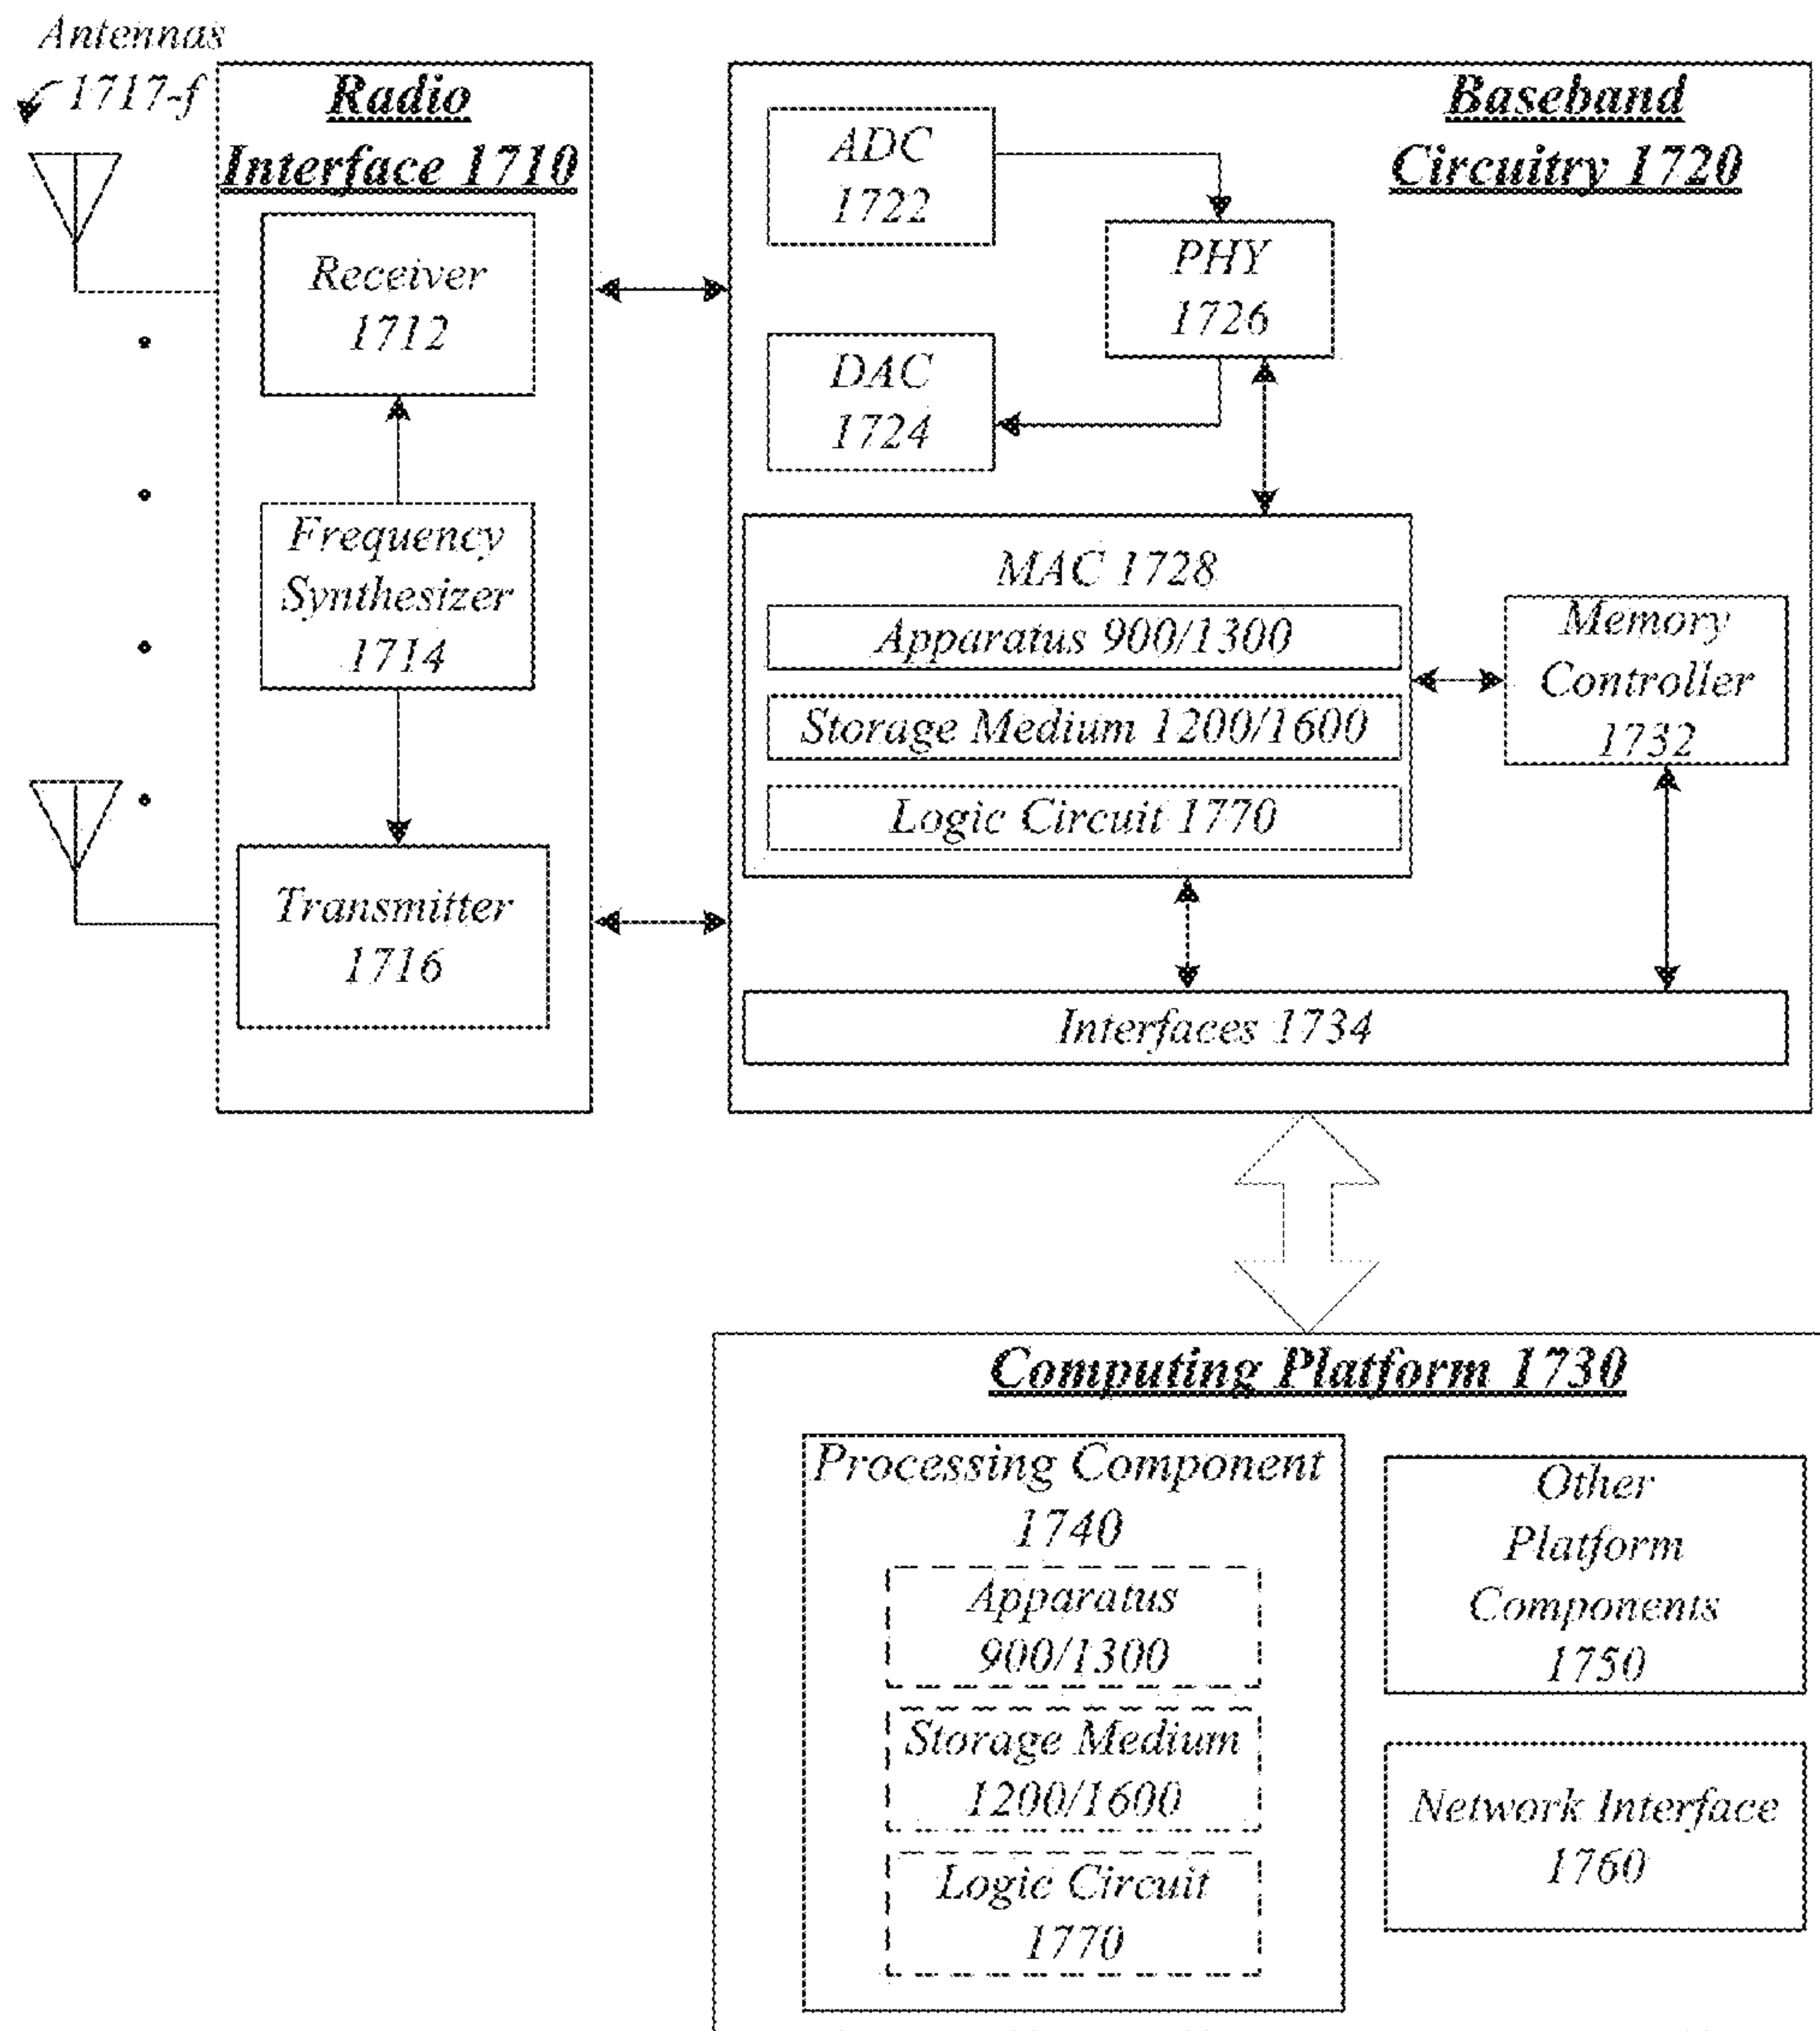 Antennas
1717-f
Radio
Interface 1710
Receiver
1712
Frequency
Synthesizer
1714
Transmitter
1716
Baseband
Circuitry 1720
ADC
1722
PHY
1726
DAC
1724
MAC 1728
Apparatus 900/1300
Storage Medium 1200/1600
Logic Circuit 1770
Memory
Controller
1732
Interfaces 1734
Computing Platform 1730
Processing Component
1740
Apparatus
900/1300
Storage Medium
1200/1600
Logic Circuit
1770
Other
Platform
Components
1750
Network Interface
1760